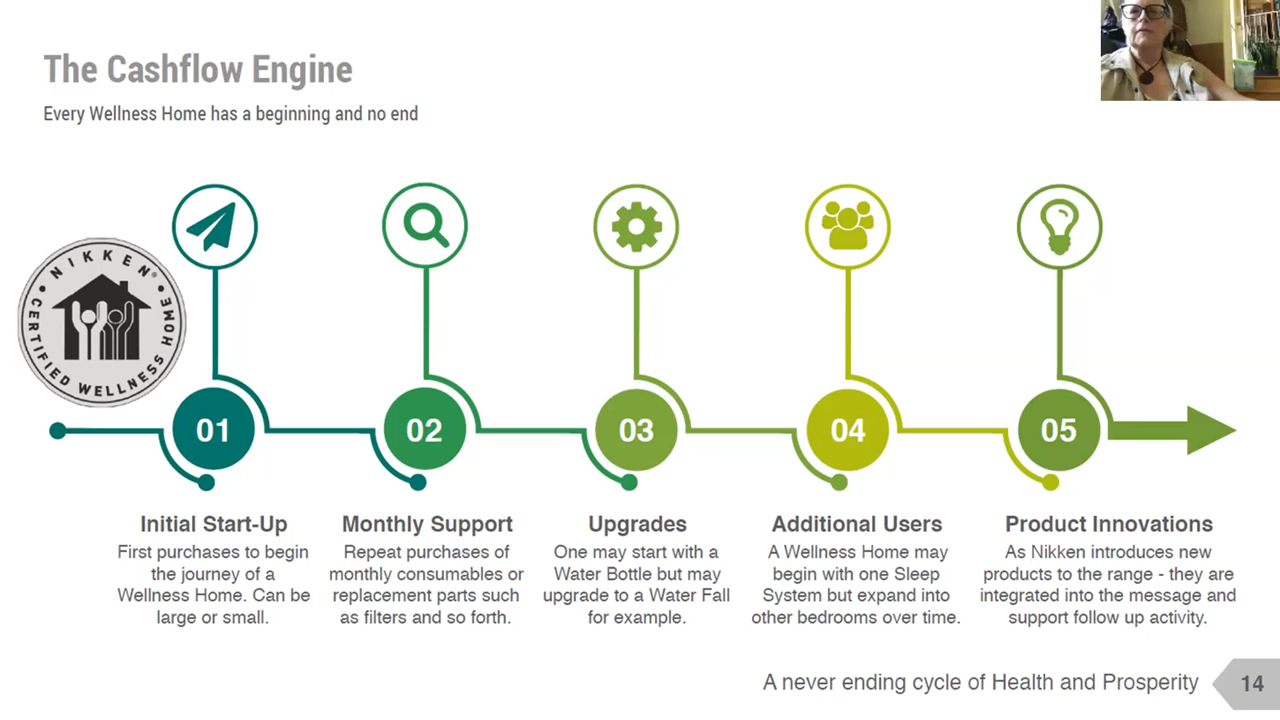 The Cashflow Engine
Every Wellness Home has a beginning and no end
NIKKEN®
CERTIFIED WELLNESS HOME
01
02
03
04
05
Initial Start-Up
First purchases to begin
the journey of a
Wellness Home. Can be
large or small.
Monthly Support
Repeat purchases of
monthly consumables or
replacement parts such
as filters and so forth.
Upgrades
One may start with a
Water Bottle but may
upgrade to a Water Fall
for example.
Additional Users
A Wellness Home may
begin with one Sleep
System but expand into
other bedrooms over time.
Product Innovations
As Nikken introduces new
products to the range - they are
integrated into the message and
support follow up activity.
A never ending cycle of Health and Prosperity
14